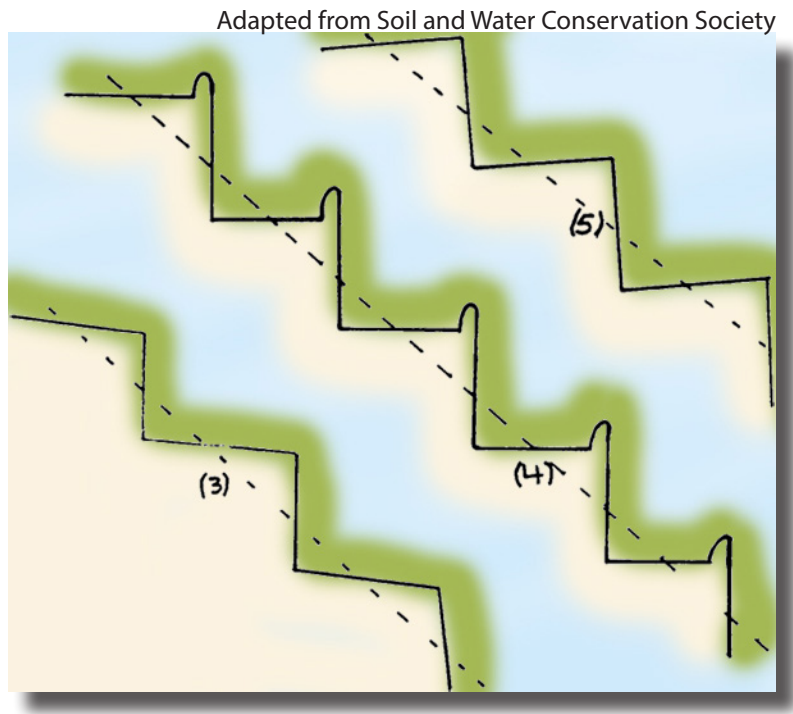 Adapted from Soil and Water Conservation Society
(5)
(4)
(3)